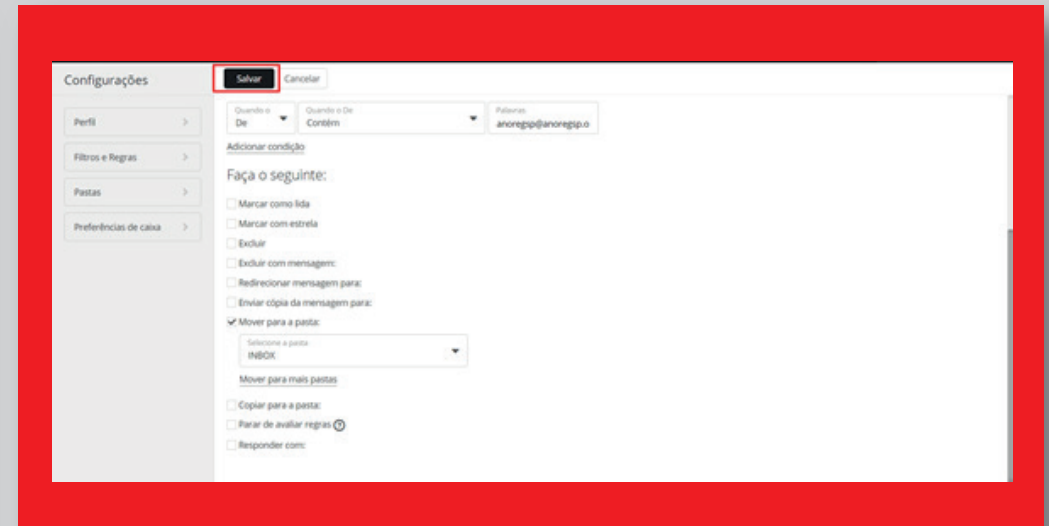 Configurações
Salvar Cancelar
Perfil
Filtros e Regras
Pastas
Preferências de caixa
Quando o Quando o De Palavras
De Contém anoregsp@anoregsp.o
Adicionar condição
Faça o seguinte:
Marcar como lida
Marcar com estrela
Excluir
Excluir com mensagem:
Redirecionar mensagem para:
Enviar cópia da mensagem para:
Mover para a pasta:
Selecione a pasta
INBOX
Mover para mais pastas
Copiar para a pasta:
Parar de avaliar regras ?
Responder com: